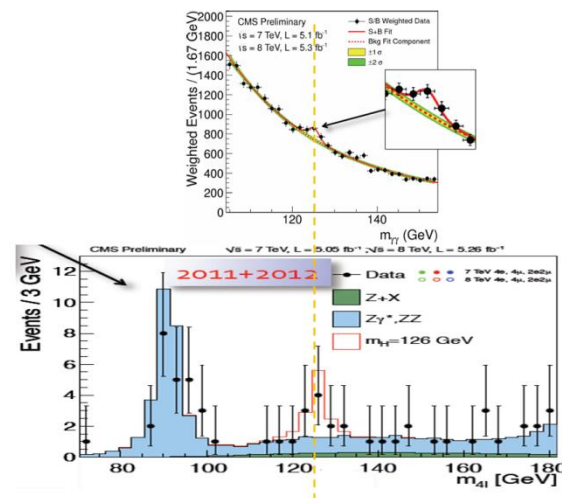 CMS Preliminary
√s = 7 TeV, L = 5.1 fb⁻¹
√s = 8 TeV, L = 5.3 fb⁻¹
S/B Weighted Data
S+B Fit
Bkg Fit Component
±1 σ
±2 σ
Weighted Events / (1.67 GeV)
2000
1800
1600
1400
1200
1000
800
600
400
200
0
120 140
m_γγ (GeV)
CMS Preliminary √s = 7 TeV, L = 5.05 fb⁻¹ ; √s = 8 TeV, L = 5.26 fb⁻¹
2011+2012
Data
7 TeV 4e, 4μ, 2e2μ
8 TeV 4e, 4μ, 2e2μ
Z+X
Zγ*, ZZ
m_H=126 GeV
Events / 3 GeV
12
10
8
6
4
2
0
80 100 120 140 160 180
m_4l [GeV]